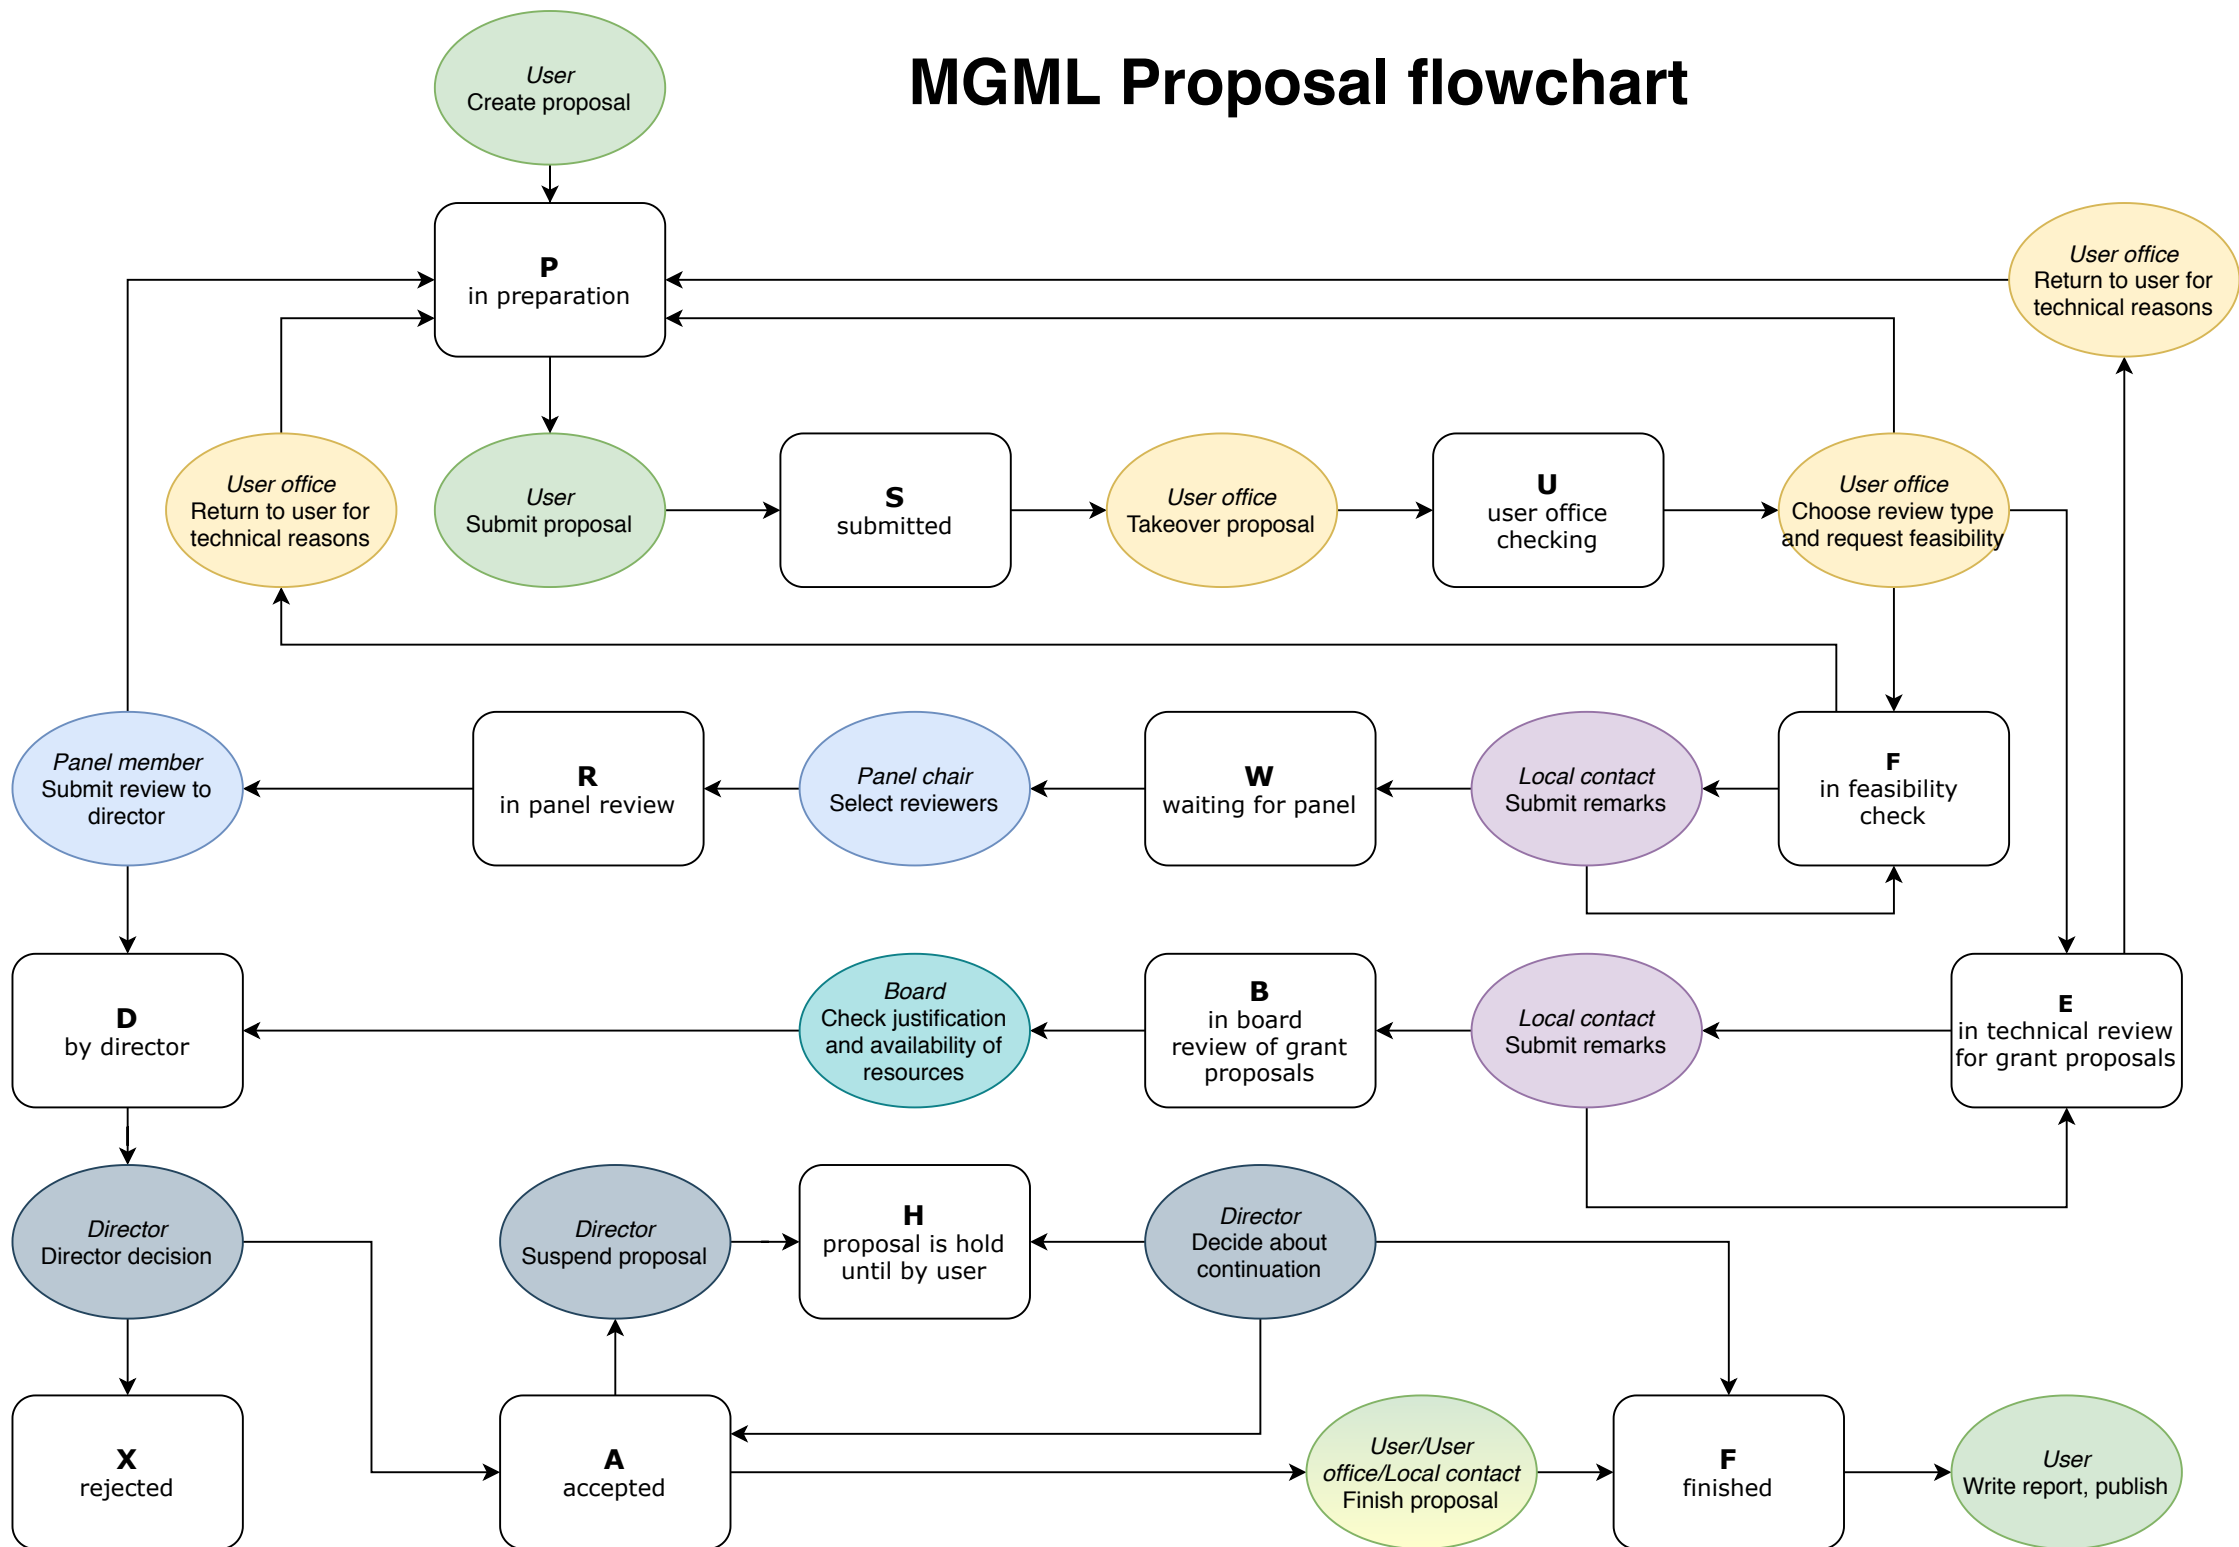 MGML Proposal flowchart
User
Create proposal
P
in preparation
User office
Return to user for
technical reasons
User office
Return to user for
technical reasons
User
Submit proposal
S
submitted
User office
Takeover proposal
U
user office
checking
User office
Choose review type
and request feasibility
Panel member
Submit review to
director
R
in panel review
Panel chair
Select reviewers
W
waiting for panel
Local contact
Submit remarks
F
in feasibility
check
D
by director
Board
Check justification
and availability of
resources
B
in board
review of grant
proposals
Local contact
Submit remarks
E
in technical review
for grant proposals
Director
Director decision
Director
Suspend proposal
H
proposal is hold
until by user
Director
Decide about
continuation
X
rejected
A
accepted
User/User
office/Local contact
Finish proposal
F
finished
User
Write report, publish